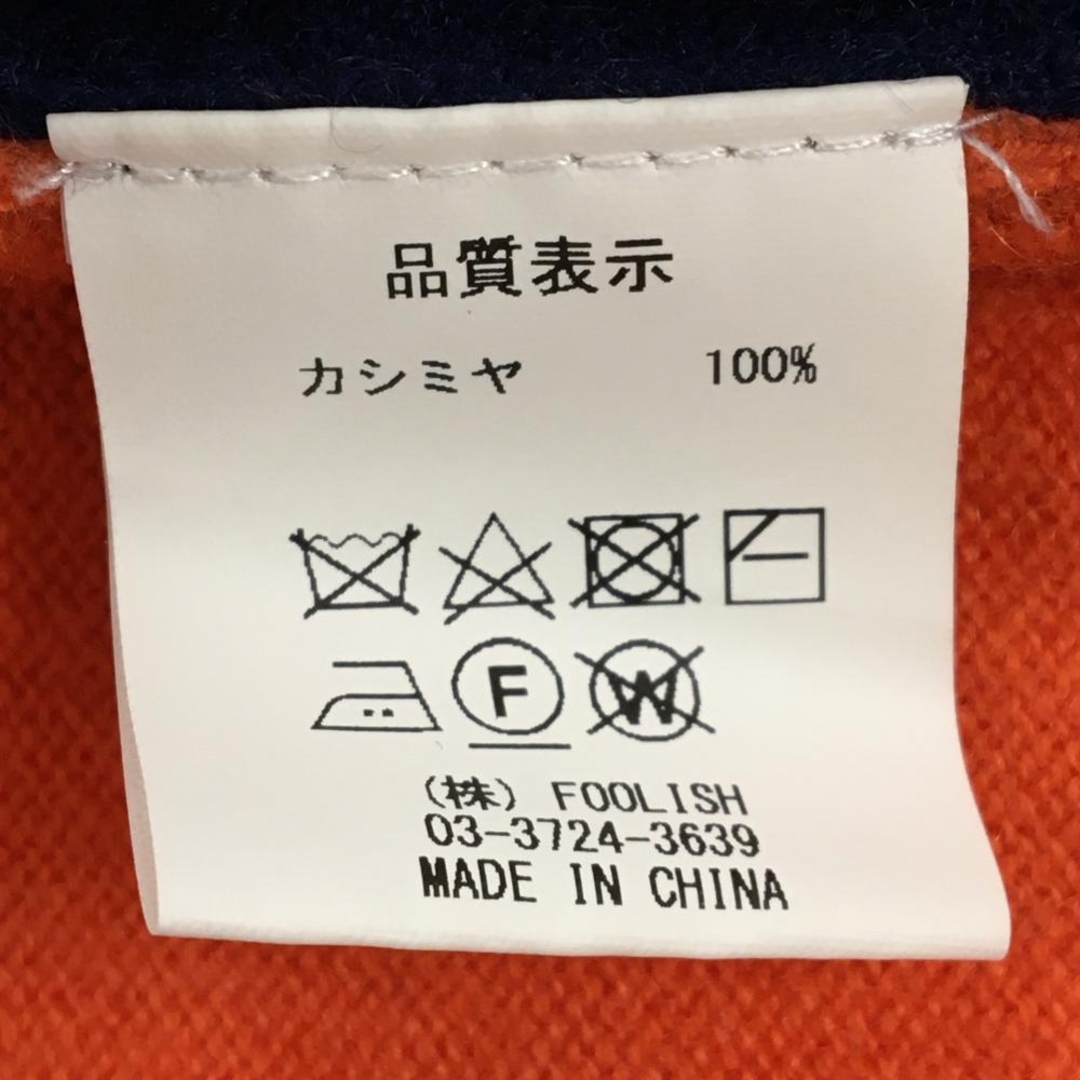 品質表示
カシミヤ 100%
F W
(株) FOOLISH
03-3724-3639
MADE IN CHINA